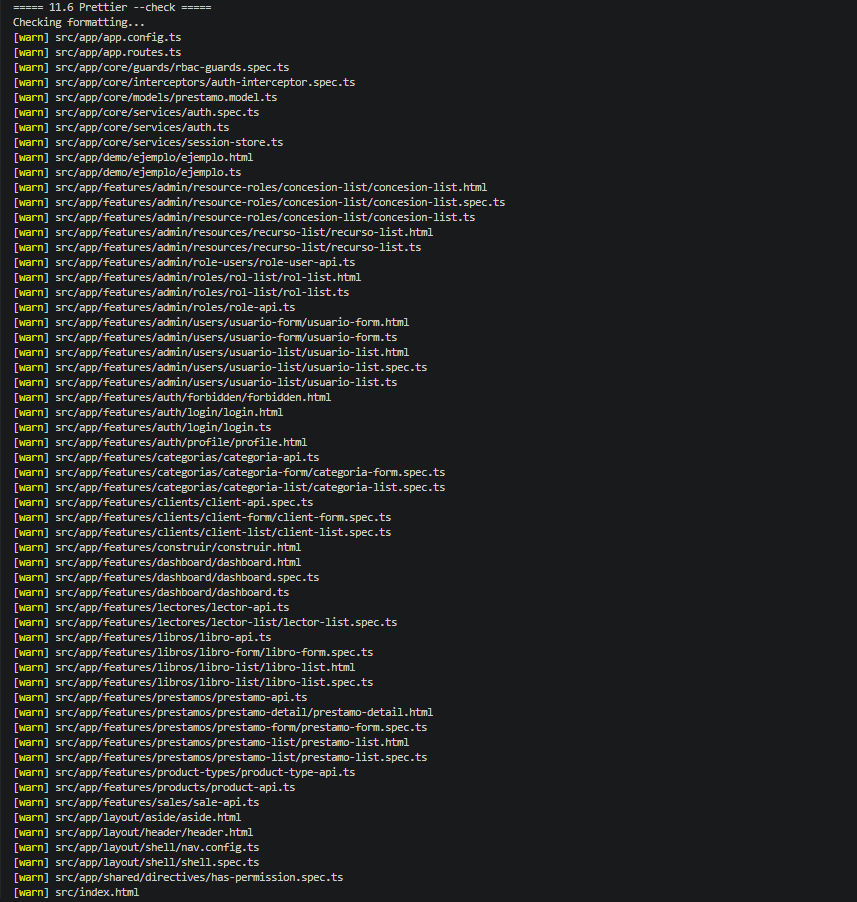 ===== 11.6 Prettier --check =====
Checking formatting...
[warn] src/app/app.config.ts
[warn] src/app/app.routes.ts
[warn] src/app/core/guards/rbac-guards.spec.ts
[warn] src/app/core/interceptors/auth-interceptor.spec.ts
[warn] src/app/core/models/prestamo.model.ts
[warn] src/app/core/services/auth.spec.ts
[warn] src/app/core/services/auth.ts
[warn] src/app/core/services/session-store.ts
[warn] src/app/demo/ejemplo/ejemplo.html
[warn] src/app/demo/ejemplo/ejemplo.ts
[warn] src/app/features/admin/resource-roles/concesion-list/concesion-list.html
[warn] src/app/features/admin/resource-roles/concesion-list/concesion-list.spec.ts
[warn] src/app/features/admin/resource-roles/concesion-list/concesion-list.ts
[warn] src/app/features/admin/resources/recurso-list/recurso-list.html
[warn] src/app/features/admin/resources/recurso-list/recurso-list.ts
[warn] src/app/features/admin/role-users/role-user-api.ts
[warn] src/app/features/admin/roles/rol-list/rol-list.html
[warn] src/app/features/admin/roles/rol-list/rol-list.ts
[warn] src/app/features/admin/roles/role-api.ts
[warn] src/app/features/admin/users/usuario-form/usuario-form.html
[warn] src/app/features/admin/users/usuario-form/usuario-form.ts
[warn] src/app/features/admin/users/usuario-list/usuario-list.html
[warn] src/app/features/admin/users/usuario-list/usuario-list.spec.ts
[warn] src/app/features/admin/users/usuario-list/usuario-list.ts
[warn] src/app/features/auth/forbidden/forbidden.html
[warn] src/app/features/auth/login/login.html
[warn] src/app/features/auth/login/login.ts
[warn] src/app/features/auth/profile/profile.html
[warn] src/app/features/categorias/categoria-api.ts
[warn] src/app/features/categorias/categoria-form/categoria-form.spec.ts
[warn] src/app/features/categorias/categoria-list/categoria-list.spec.ts
[warn] src/app/features/clients/client-api.spec.ts
[warn] src/app/features/clients/client-form/client-form.spec.ts
[warn] src/app/features/clients/client-list/client-list.spec.ts
[warn] src/app/features/construir/construir.html
[warn] src/app/features/dashboard/dashboard.html
[warn] src/app/features/dashboard/dashboard.spec.ts
[warn] src/app/features/dashboard/dashboard.ts
[warn] src/app/features/lectores/lector-api.ts
[warn] src/app/features/lectores/lector-list/lector-list.spec.ts
[warn] src/app/features/libros/libro-api.ts
[warn] src/app/features/libros/libro-form/libro-form.spec.ts
[warn] src/app/features/libros/libro-list/libro-list.html
[warn] src/app/features/libros/libro-list/libro-list.spec.ts
[warn] src/app/features/prestamos/prestamo-api.ts
[warn] src/app/features/prestamos/prestamo-detail/prestamo-detail.html
[warn] src/app/features/prestamos/prestamo-form/prestamo-form.spec.ts
[warn] src/app/features/prestamos/prestamo-list/prestamo-list.html
[warn] src/app/features/prestamos/prestamo-list/prestamo-list.spec.ts
[warn] src/app/features/product-types/product-type-api.ts
[warn] src/app/features/products/product-api.ts
[warn] src/app/features/sales/sale-api.ts
[warn] src/app/layout/aside/aside.html
[warn] src/app/layout/header/header.html
[warn] src/app/layout/shell/nav.config.ts
[warn] src/app/layout/shell/shell.spec.ts
[warn] src/app/shared/directives/has-permission.spec.ts
[warn] src/index.html